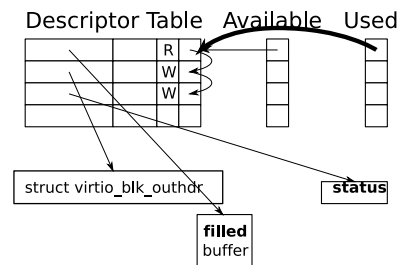 Descriptor Table Available Used
R
W
W
struct virtio_blk_outhdr
status
filled
buffer